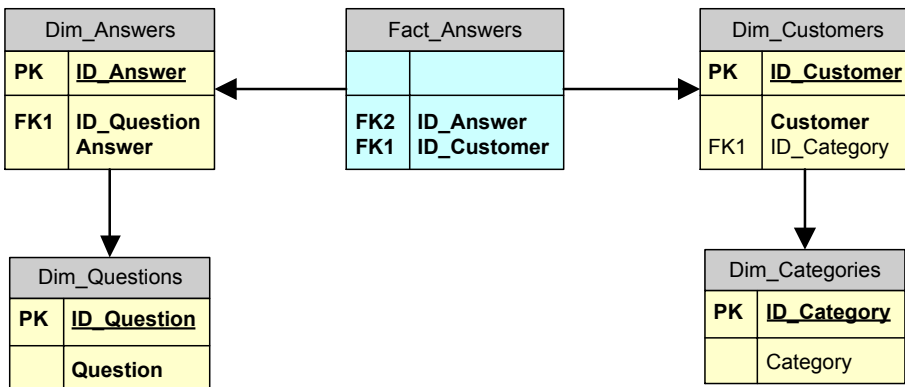 Dim_Answers
PK ID_Answer
FK1 ID_Question
Answer
Fact_Answers
FK2 ID_Answer
FK1 ID_Customer
Dim_Customers
PK ID_Customer
Customer
FK1 ID_Category
Dim_Questions
PK ID_Question
Question
Dim_Categories
PK ID_Category
Category